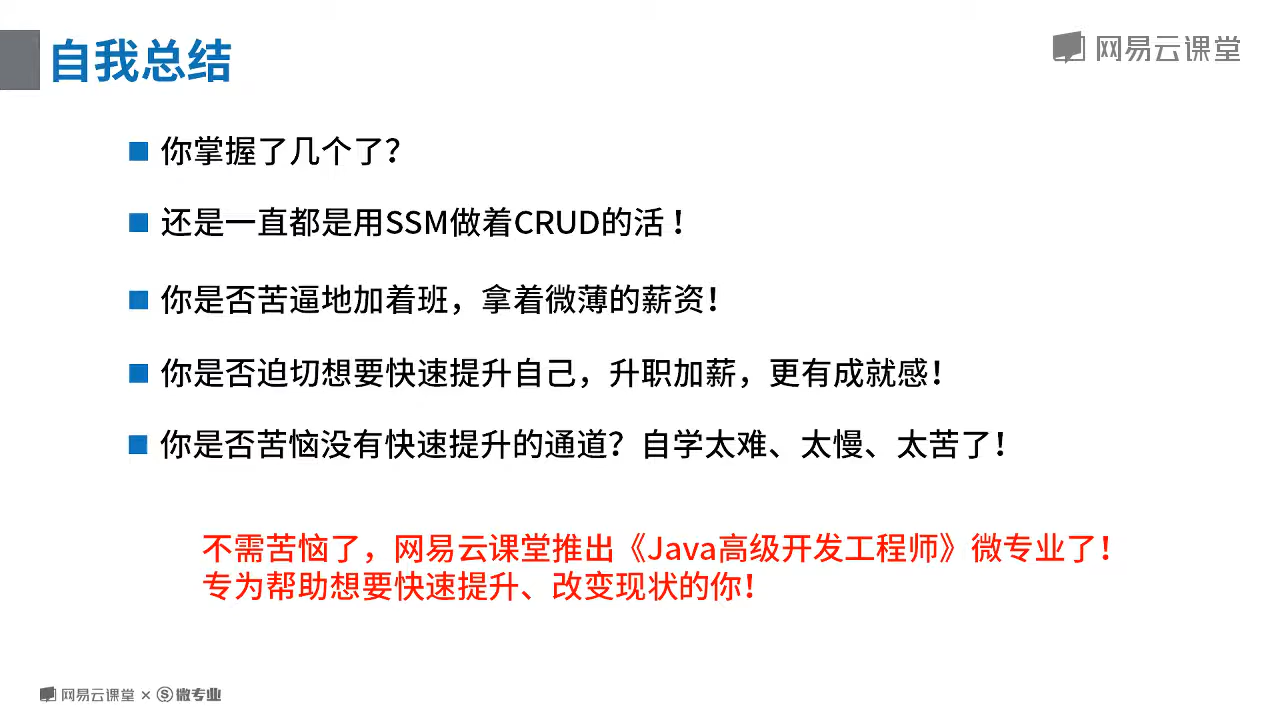 自我总结
网易云课堂
你掌握了几个了？
还是一直都是用SSM做着CRUD的活！
你是否苦逼地加着班，拿着微薄的薪资！
你是否迫切想要快速提升自己，升职加薪，更有成就感！
你是否苦恼没有快速提升的通道？自学太难、太慢、太苦了！
不需苦恼了，网易云课堂推出《Java高级开发工程师》微专业了！
专为帮助想要快速提升、改变现状的你！
网易云课堂 × Ⓢ 微专业